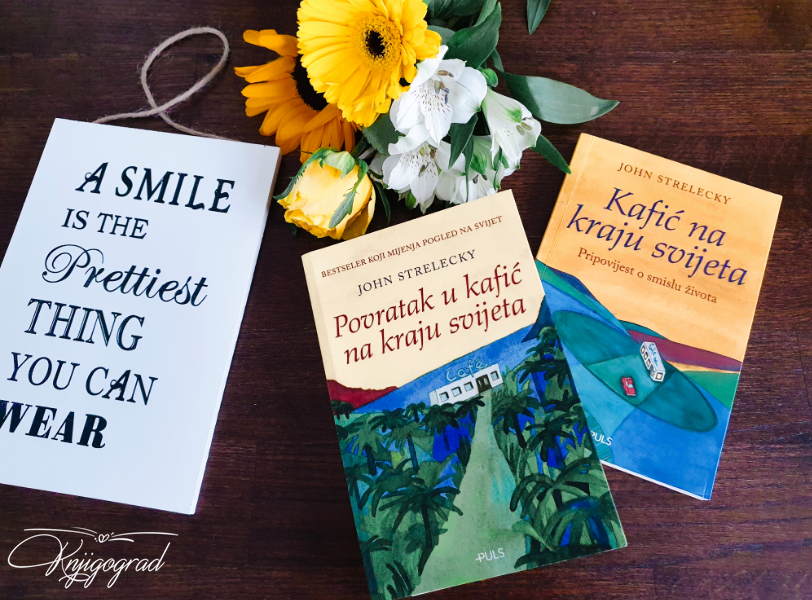 A SMILE
IS THE
Prettiest
THING
YOU CAN
WEAR
BESTSELER KOJI MIJENJA POGLED NA SVIJET
JOHN STRELECKY
Povratak u kafić
na kraju svijeta
Cafe
PULS
JOHN STRELECKY
Kafić na
kraju svijeta
Pripovijest o smislu života
PULS
Knjigograd